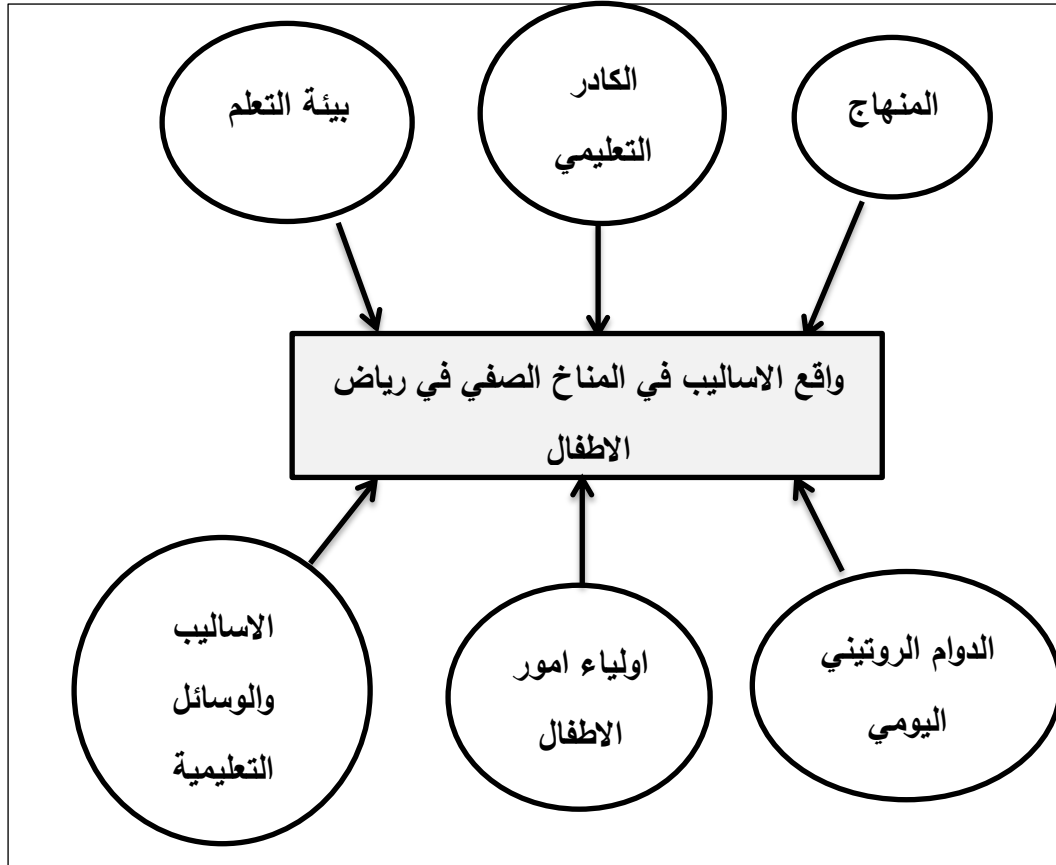 المنهاج
الكادر
التعليمي
بيئة التعلم
واقع الاساليب في المناخ الصفي في رياض
الاطفال
الدوام الروتيني
اليومي
اولياء امور
الاطفال
الاساليب
والوسائل
التعليمية